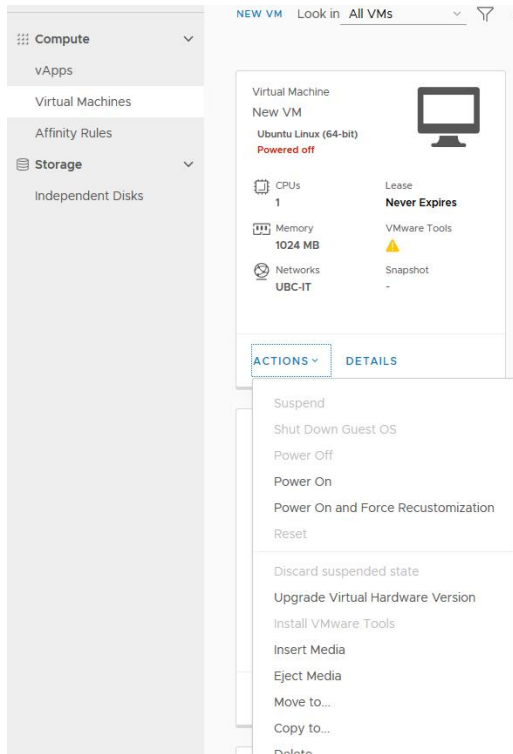 NEW VM Look in All VMs
Compute
vApps
Virtual Machines
Affinity Rules
Storage
Independent Disks
Virtual Machine
New VM
Ubuntu Linux (64-bit)
Powered off
CPUs
1
Lease
Never Expires
Memory
1024 MB
VMware Tools
Networks
UBC-IT
Snapshot
-
ACTIONS DETAILS
Suspend
Shut Down Guest OS
Power Off
Power On
Power On and Force Recustomization
Reset
Discard suspended state
Upgrade Virtual Hardware Version
Install VMware Tools
Insert Media
Eject Media
Move to...
Copy to...
Delete